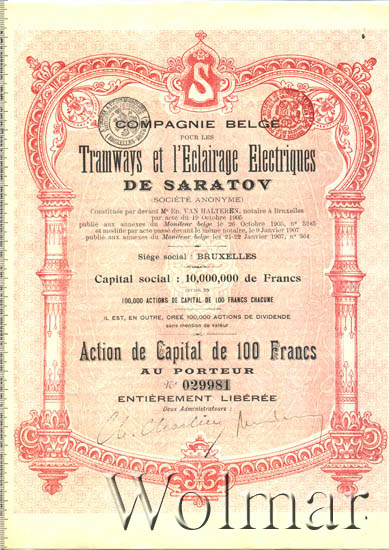 S
COMPAGNIE BELGE
POUR LES
Tramways et l'Eclairage Electriques
DE SARATOV
(SOCIÉTÉ ANONYME)
Constituée par devant Me ED. VAN HALTEREN, notaire à Bruxelles
par acte du 10 Octobre 1905
publié aux annexes du Moniteur belge le 26 Octobre 1905, no 5245
et modifié par acte passé devant le même notaire, le 9 Janvier 1907
publié aux annexes du Moniteur belge les 21-22 Janvier 1907, no 364
Siège social : BRUXELLES
Capital social : 10,000,000 de Francs
DIVISÉ EN
100,000 ACTIONS DE CAPITAL DE 100 FRANCS CHACUNE
IL EST, EN OUTRE, CRÉÉ 100,000 ACTIONS DE DIVIDENDE
sans mention de valeur
Action de Capital de 100 Francs
AU PORTEUR
No 029981
ENTIÈREMENT LIBÉRÉE
Deux Administrateurs :
Wolmar